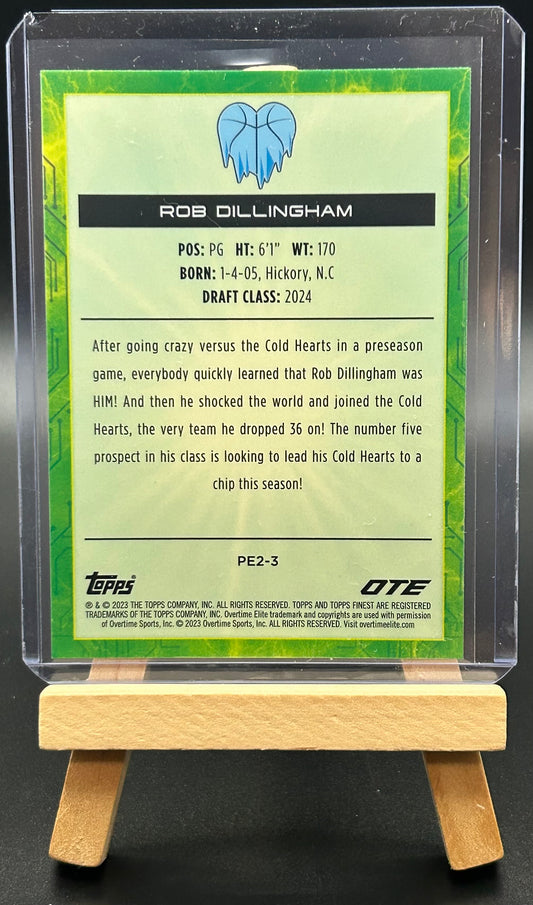 ROB DILLINGHAM
POS: PG HT: 6'1" WT: 170
BORN: 1-4-05, Hickory, N.C
DRAFT CLASS: 2024
After going crazy versus the Cold Hearts in a preseason
game, everybody quickly learned that Rob Dillingham was
HIM! And then he shocked the world and joined the Cold
Hearts, the very team he dropped 36 on! The number five
prospect in his class is looking to lead his Cold Hearts to a
chip this season!
PE2-3
Topps OTE
® & © 2023 THE TOPPS COMPANY, INC. ALL RIGHTS RESERVED. TOPPS AND TOPPS FINEST ARE REGISTERED
TRADEMARKS OF THE TOPPS COMPANY, INC. Overtime Elite trademark and copyrights are used with permission
of Overtime Sports, Inc. © 2023 Overtime Sports, Inc. ALL RIGHTS RESERVED. Visit overtimeelite.com